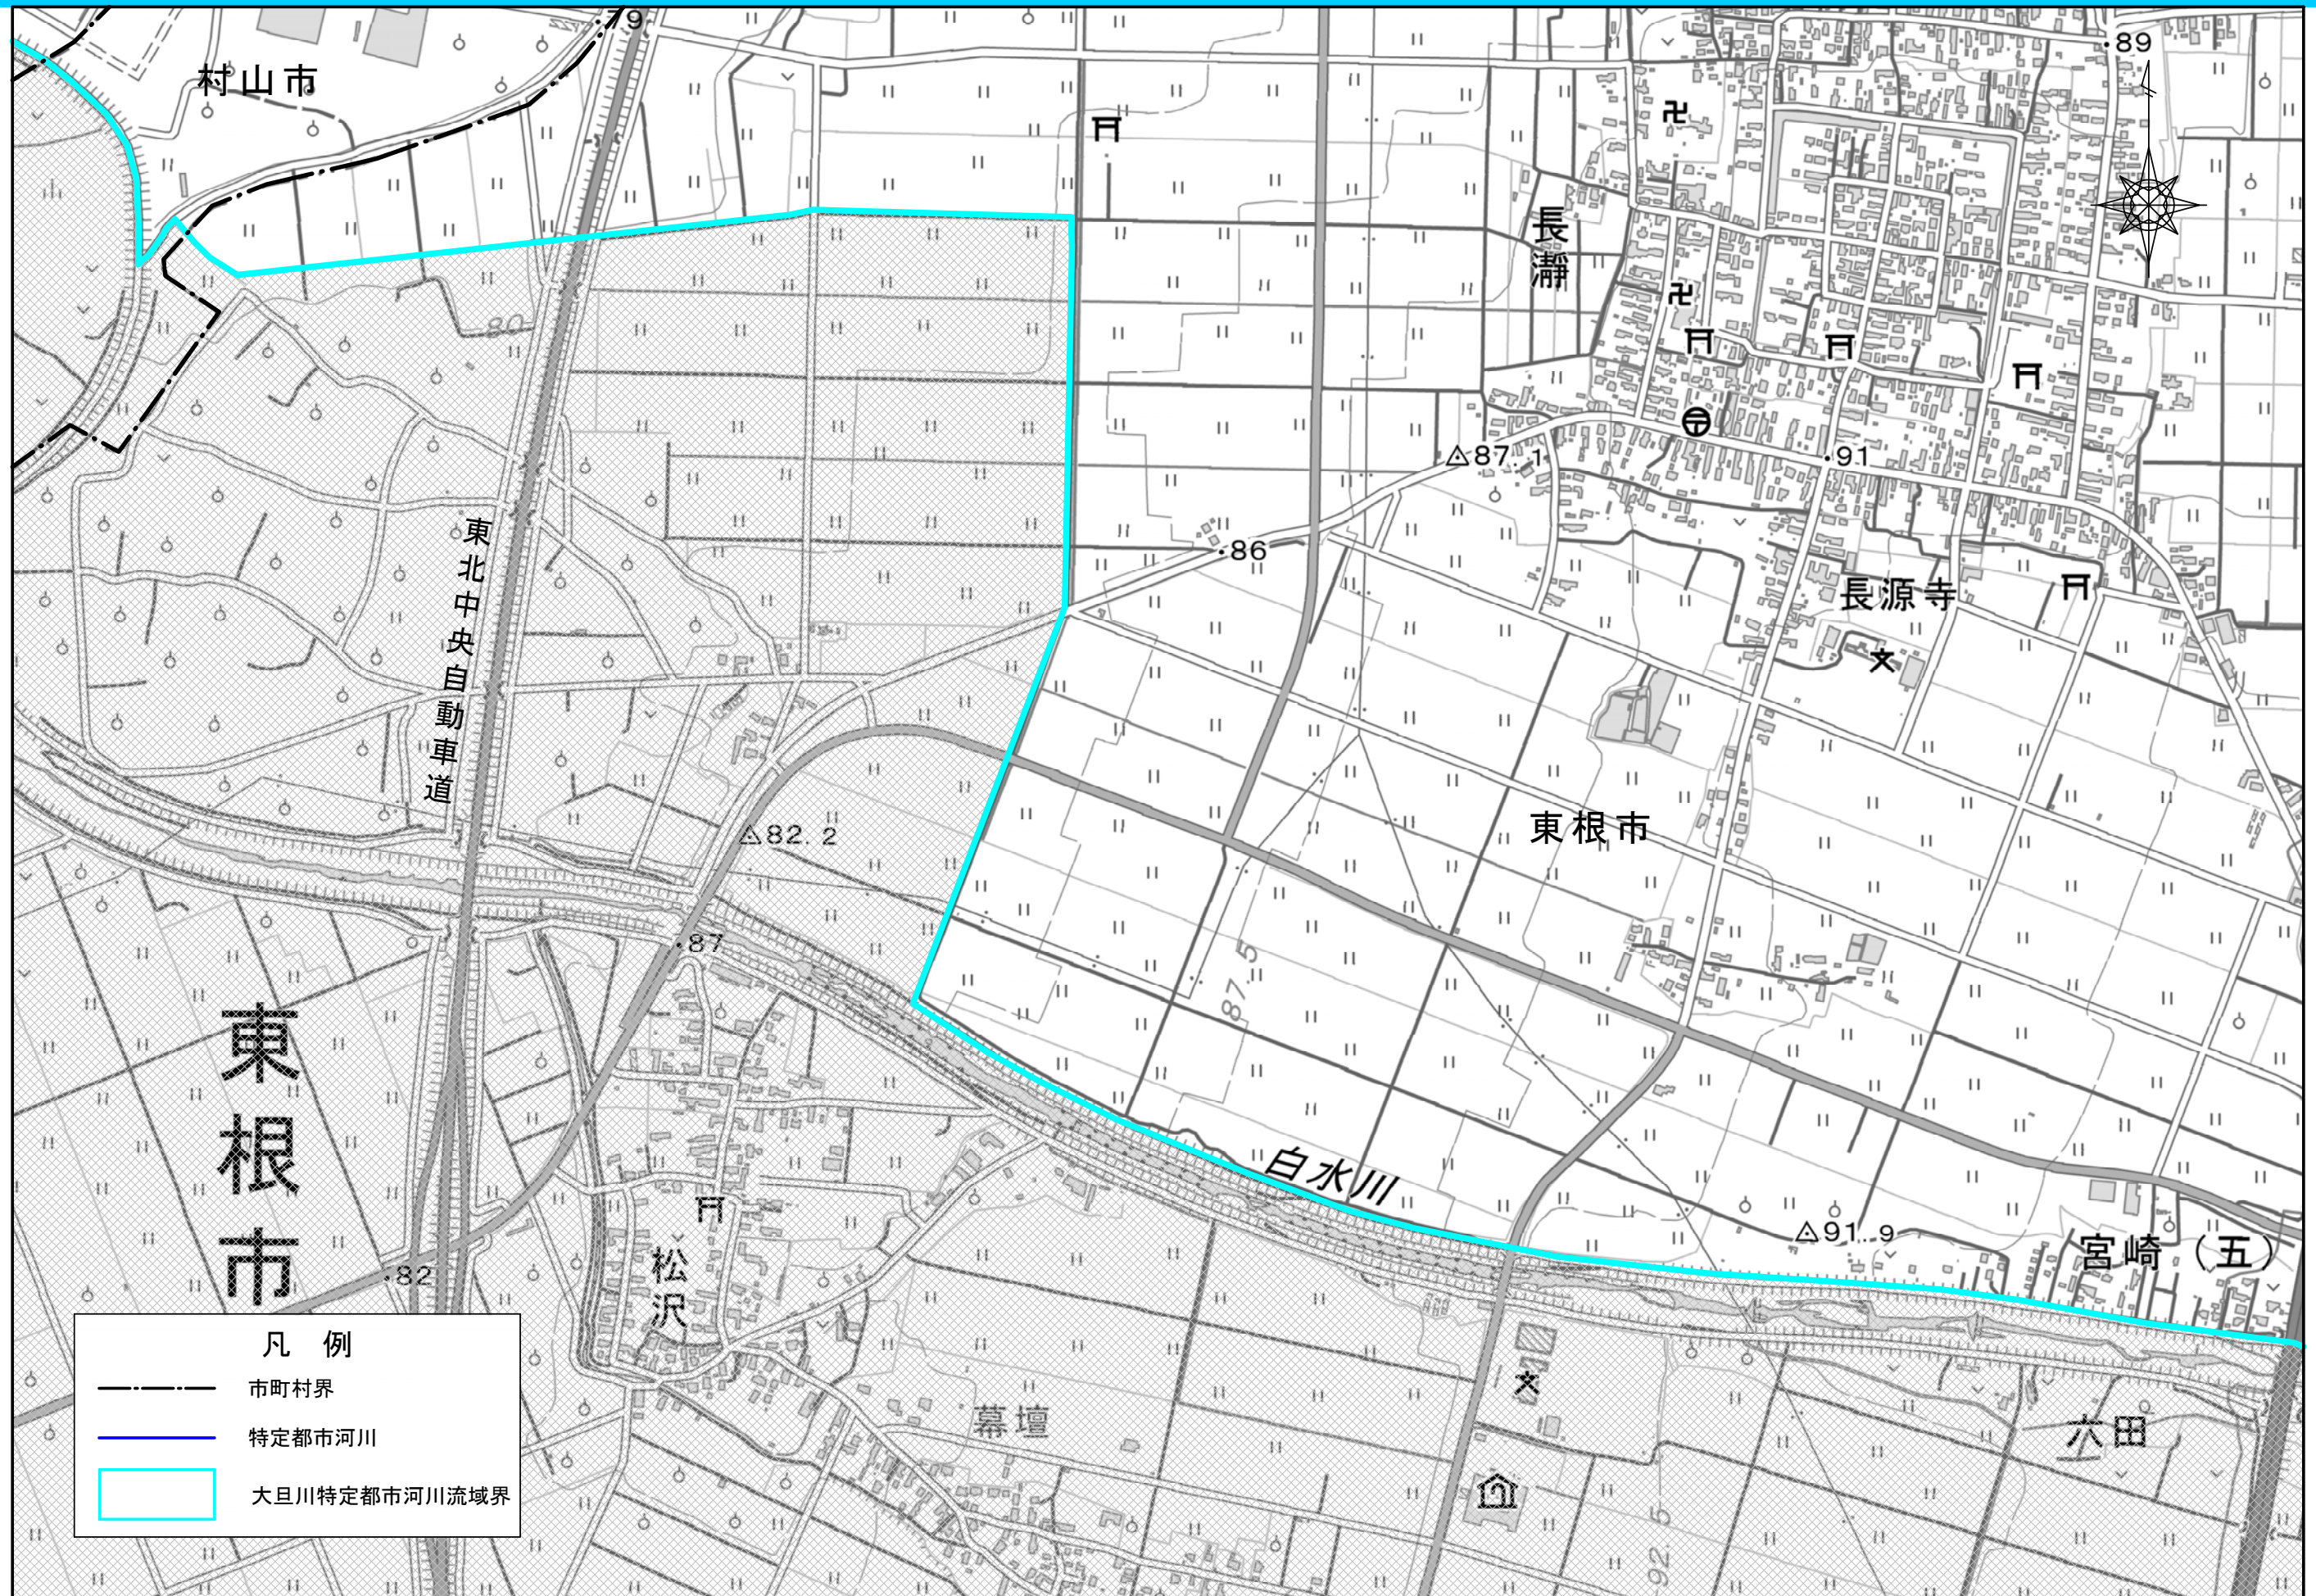 79
89
村山市
長瀞
80
87.1
91
86
長源寺
東北中央自動車道
82.2
東根市
87
87.5
東根市
白水川
91.9
宮崎（五）
82
松沢
幕壇
六田
92.5
凡 例
市町村界
特定都市河川
大旦川特定都市河川流域界